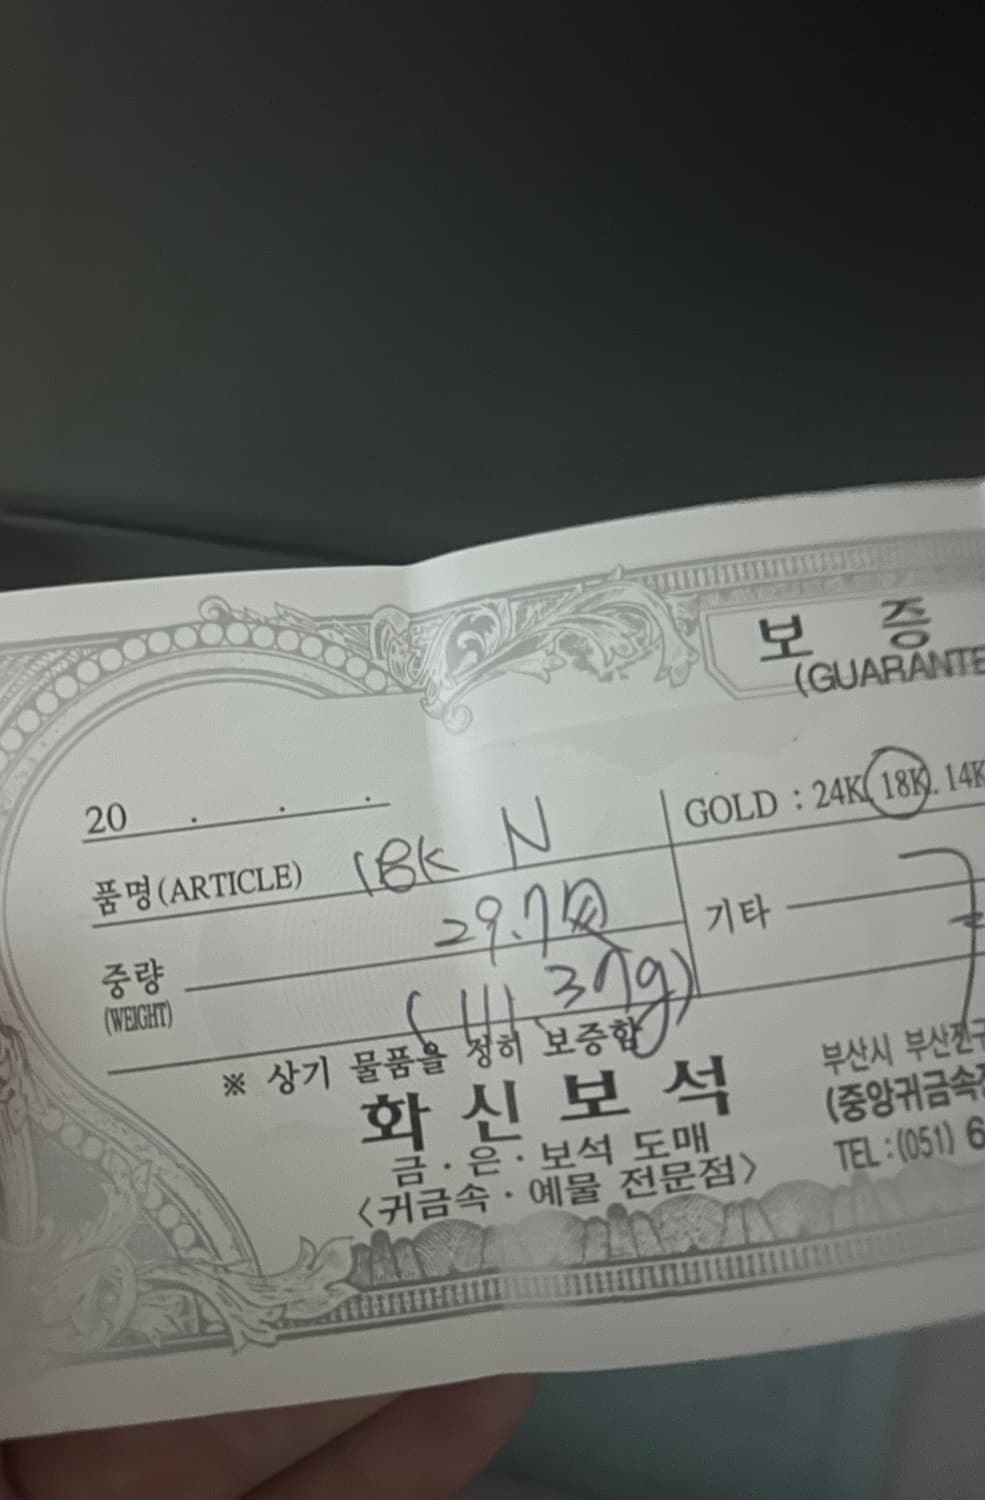 보 증
(GUARANTE
20 . . .
GOLD : 24K. 18K. 14K
품명(ARTICLE) 18K N
중량 29.7
(WEIGHT) (111.37g)
기타
※ 상기 물품을 정히 보증함
화 신 보 석
금 · 은 · 보석 도매
<귀금속 · 예물 전문점>
부산시 부산진구
(중앙귀금속
TEL : (051) 6